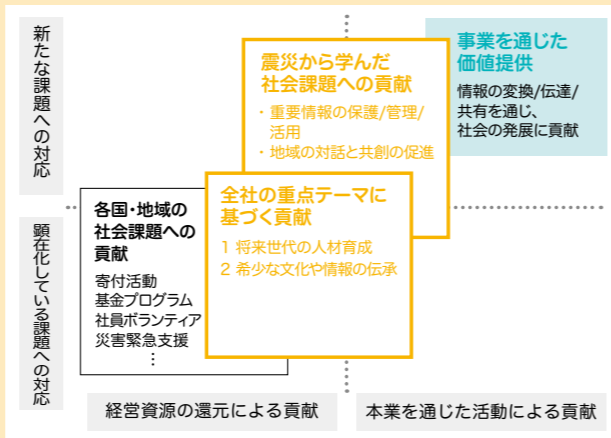 新たな課題への対応
顕在化している課題への対応
震災から学んだ
社会課題への貢献
・重要情報の保護/管理/
活用
・地域の対話と共創の促進
事業を通じた
価値提供
情報の変換/伝達/
共有を通じ、
社会の発展に貢献
各国・地域の
社会課題への
貢献
寄付活動
基金プログラム
社員ボランティア
災害緊急支援
⋮
全社の重点テーマに
基づく貢献
1 将来世代の人材育成
2 希少な文化や情報の伝承
経営資源の還元による貢献
本業を通じた活動による貢献